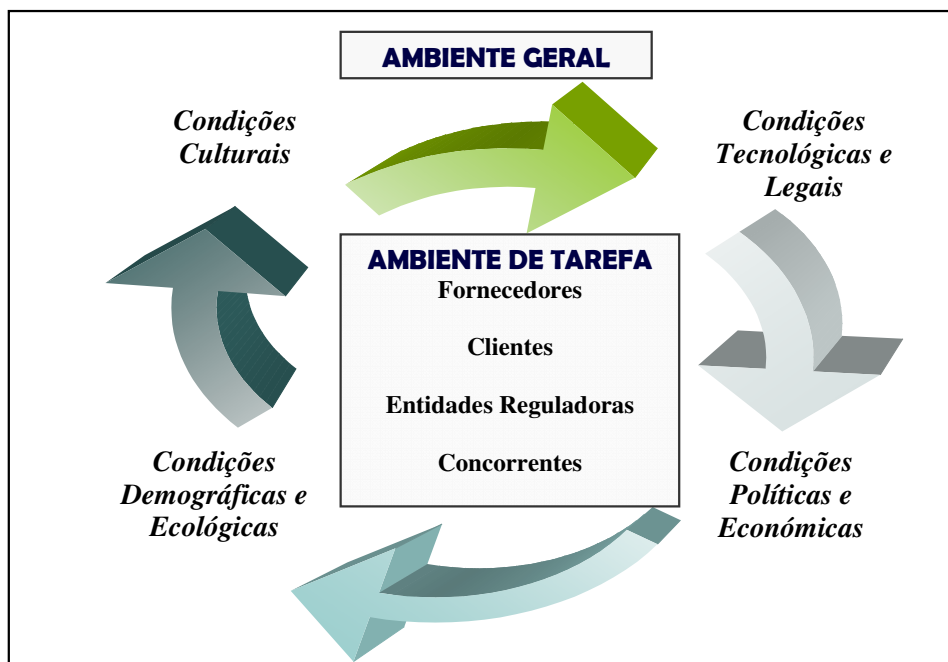 AMBIENTE GERAL
Condições
Culturais
Condições
Tecnológicas e
Legais
AMBIENTE DE TAREFA
Fornecedores
Clientes
Entidades Reguladoras
Concorrentes
Condições
Demográficas e
Ecológicas
Condições
Políticas e
Económicas